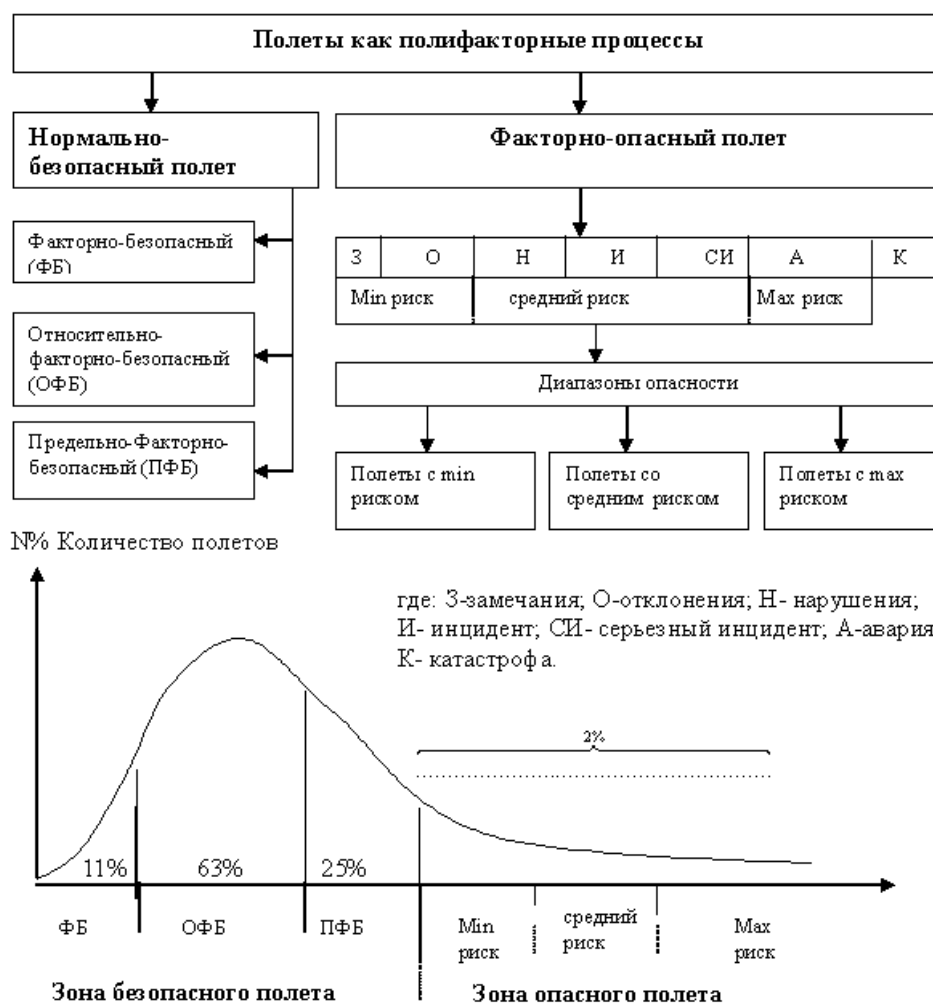 Полеты как полифакторные процессы
Нормально-
безопасный полет
Факторно-опасный полет
Факторно-безопасный
(ФБ)
Относительно-
факторно-безопасный
(ОФБ)
Предельно-Факторно-
безопасный (ПФБ)
З О Н И СИ А К
Min риск средний риск Max риск
Диапазоны опасности
Полеты с min
риском
Полеты со
средним риском
Полеты с max
риском
N% Количество полетов
где: З-замечания; О-отклонения; Н- нарушения;
И- инцидент; СИ- серьезный инцидент; А-авария
К- катастрофа.
2%
11% 63% 25%
ФБ ОФБ ПФБ
Min
риск
средний
риск
Max
риск
Зона безопасного полета
Зона опасного полета